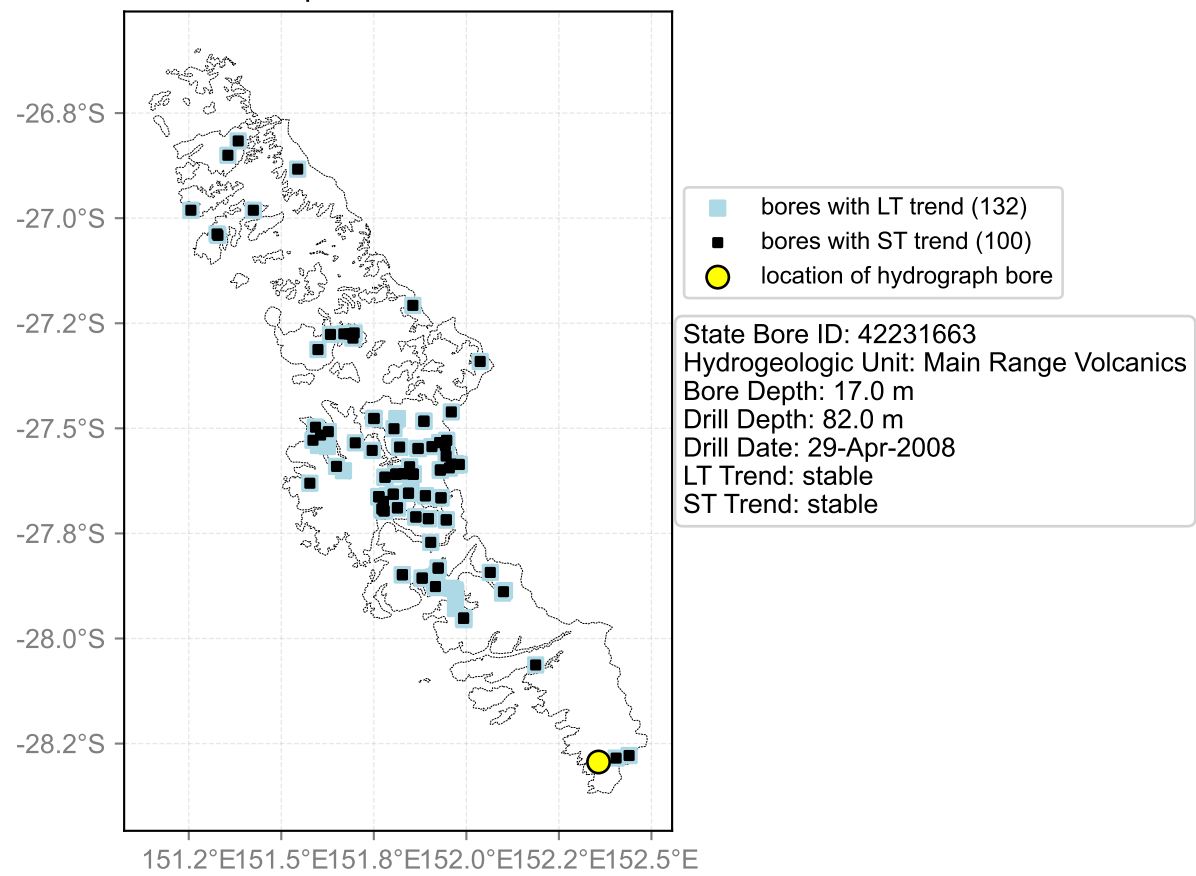 -26.8°S
-27.0°S
-27.2°S
-27.5°S
-27.8°S
-28.0°S
-28.2°S
151.2°E151.5°E151.8°E152.0°E152.2°E152.5°E
bores with LT trend (132)
bores with ST trend (100)
location of hydrograph bore
State Bore ID: 42231663
Hydrogeologic Unit: Main Range Volcanics
Bore Depth: 17.0 m
Drill Depth: 82.0 m
Drill Date: 29-Apr-2008
LT Trend: stable
ST Trend: stable